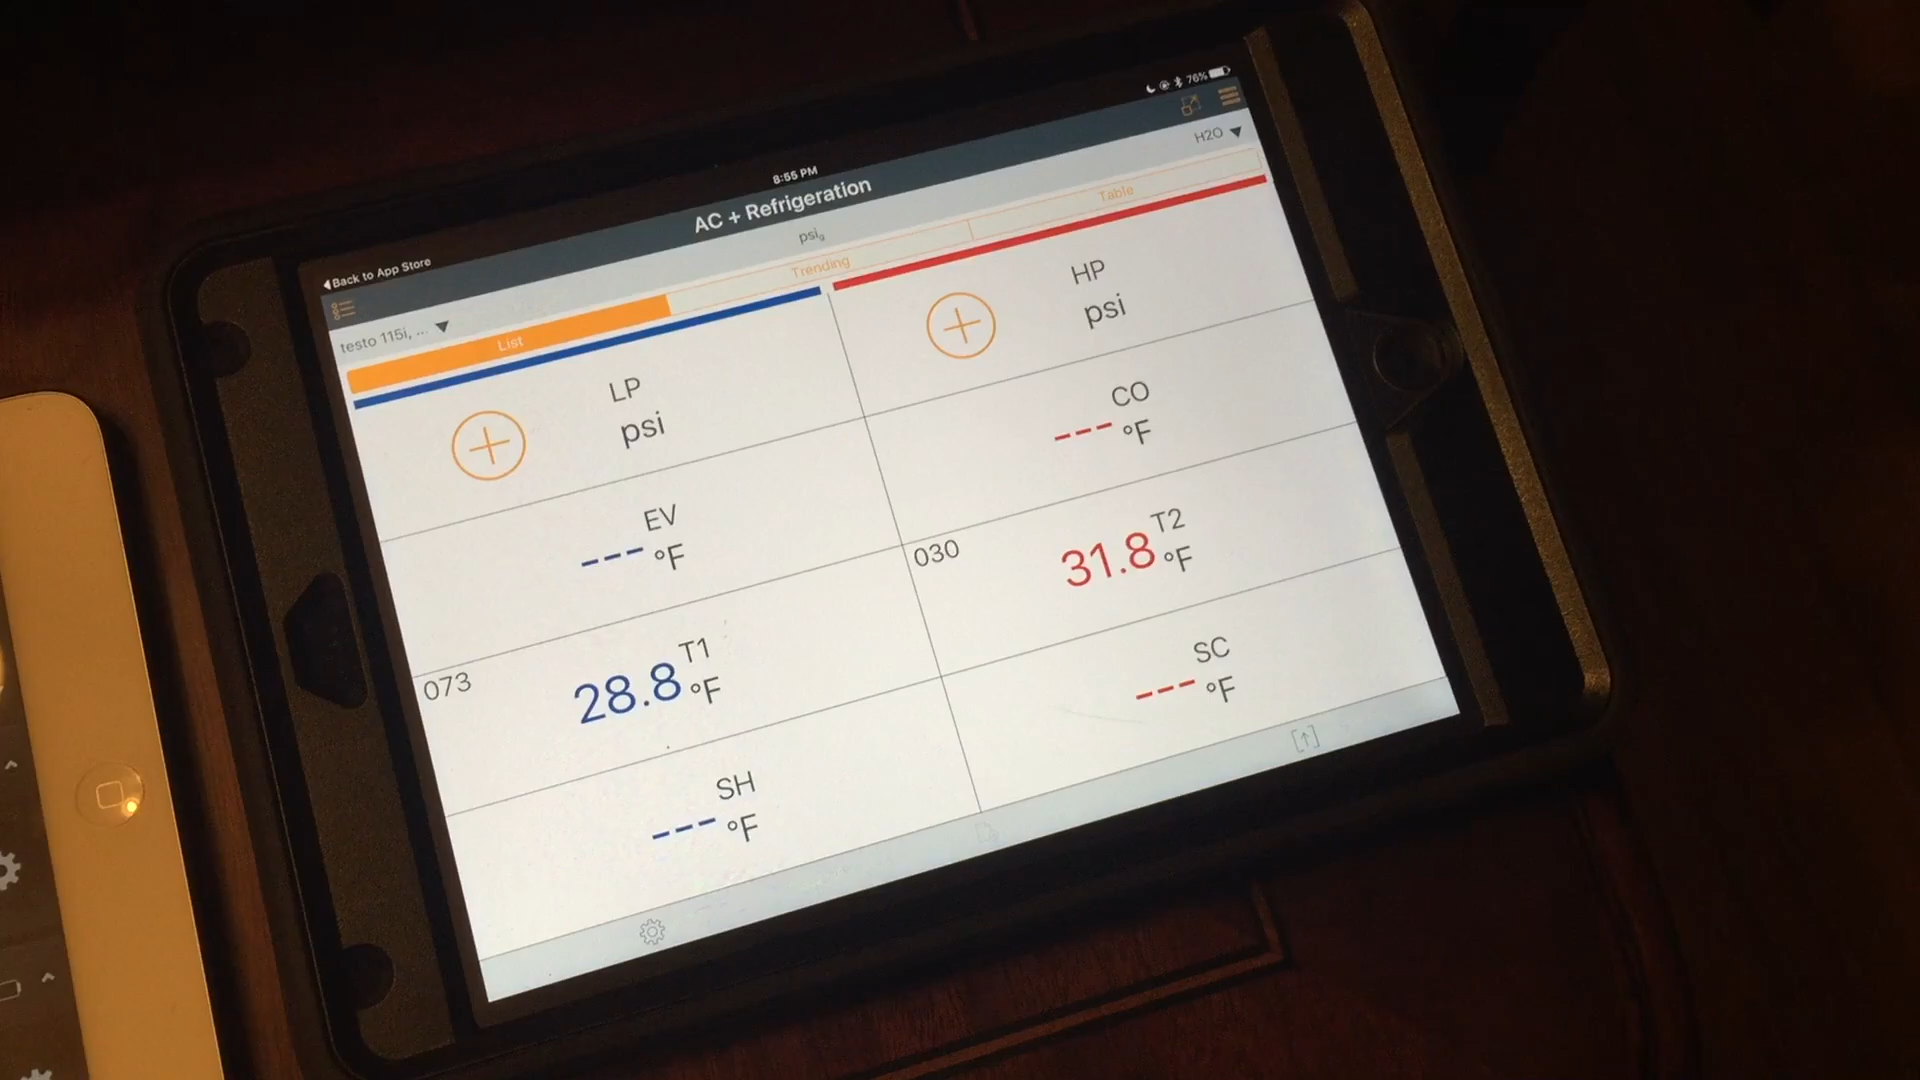 76%
8:55 PM
Back to App Store
AC + Refrigeration
testo 115i, ...
psig
H2O
List
Trending
Table
LP
psi
HP
psi
EV
--- °F
CO
--- °F
073
T1
28.8 °F
030
T2
31.8 °F
SH
--- °F
SC
--- °F